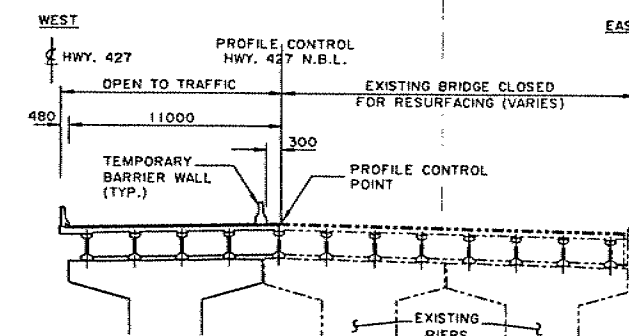 WEST
EAS
PROFILE CONTROL
℄ HWY. 427
HWY. 427 N.B.L.
OPEN TO TRAFFIC
EXISTING BRIDGE CLOSED
FOR RESURFACING (VARIES)
480
11000
300
TEMPORARY
BARRIER WALL
(TYP.)
PROFILE CONTROL
POINT
EXISTING
PIERS